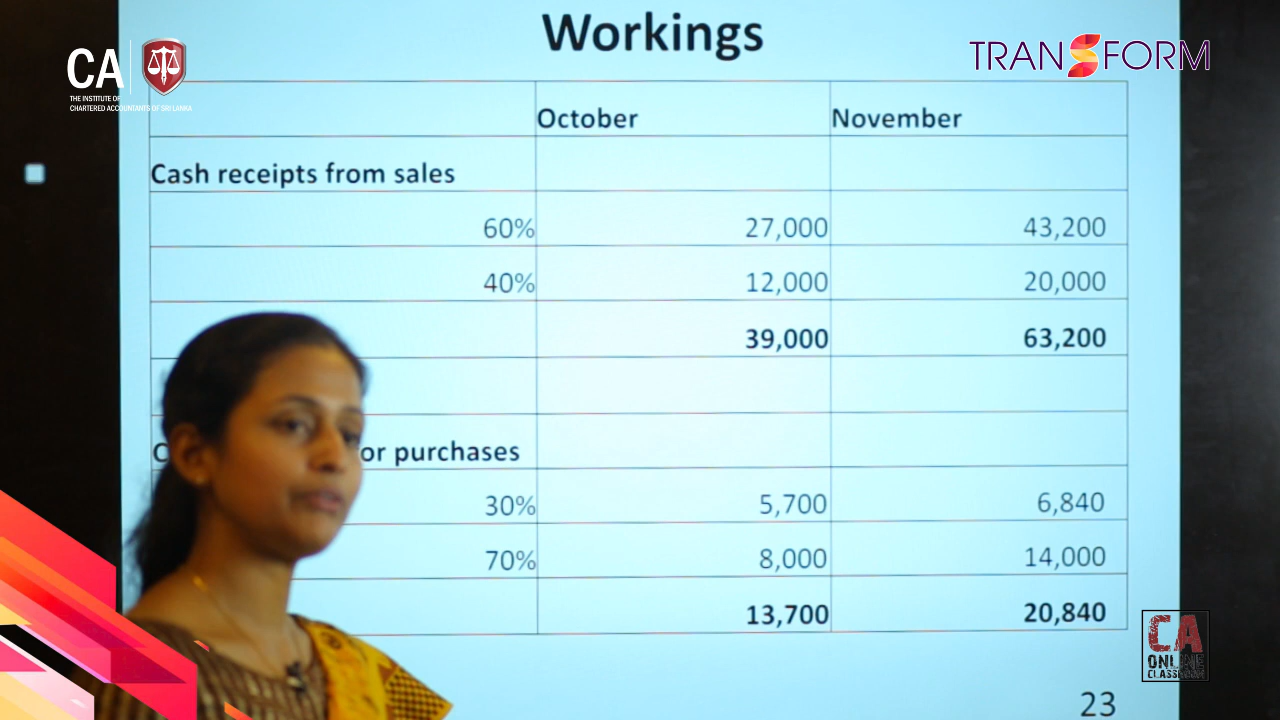 Workings
CA
THE INSTITUTE OF
CHARTERED ACCOUNTANTS OF SRI LANKA
TRANSFORM
October November
Cash receipts from sales
60% 27,000 43,200
40% 12,000 20,000
39,000 63,200
C or purchases
30% 5,700 6,840
70% 8,000 14,000
13,700 20,840
CA
ONLINE
CLASSROOM
23